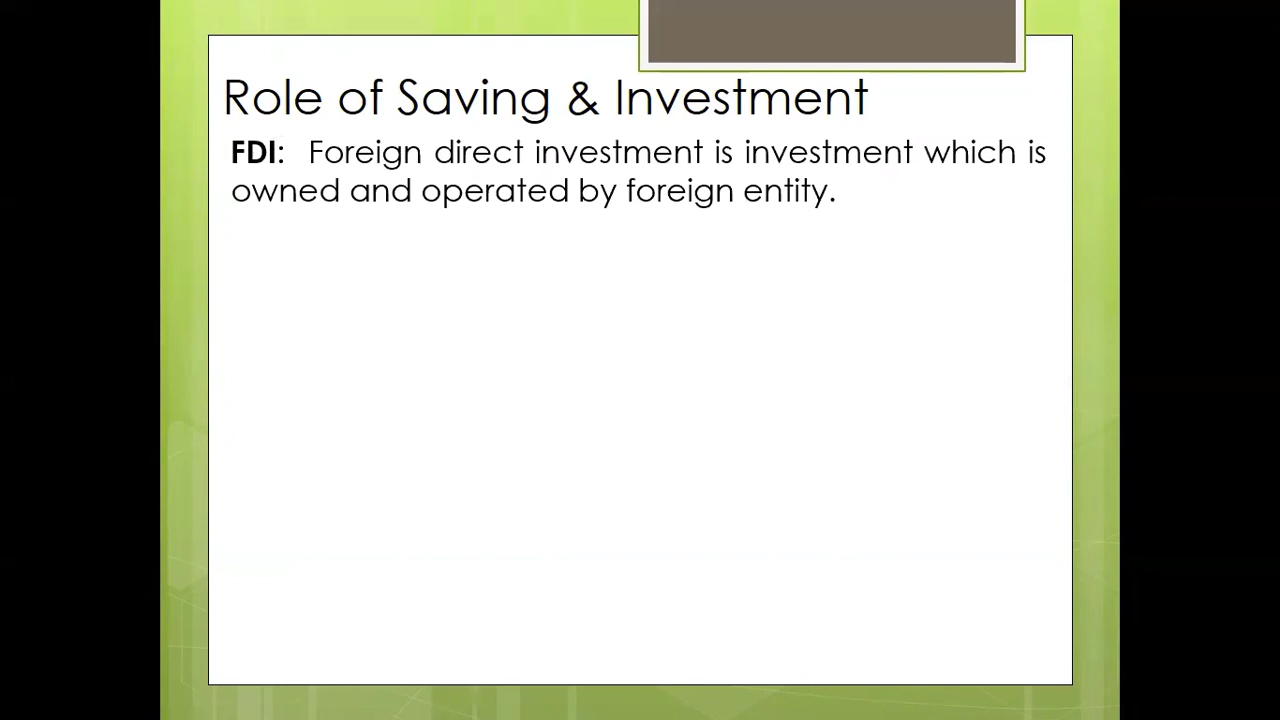 Role of Saving & Investment
FDI: Foreign direct investment is investment which is
owned and operated by foreign entity.